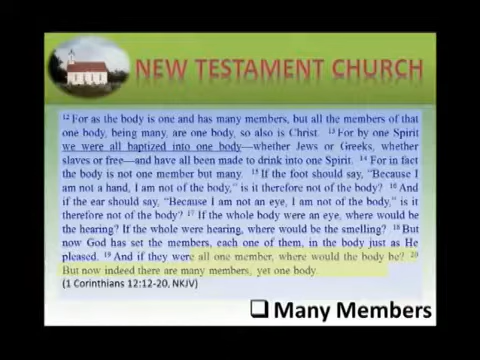 NEW TESTAMENT CHURCH
12 For as the body is one and has many members, but all the members of that
one body, being many, are one body, so also is Christ. 13 For by one Spirit
we were all baptized into one body—whether Jews or Greeks, whether
slaves or free—and have all been made to drink into one Spirit. 14 For in fact
the body is not one member but many. 15 If the foot should say, “Because I
am not a hand, I am not of the body,” is it therefore not of the body? 16 And
if the ear should say, “Because I am not an eye, I am not of the body,” is it
therefore not of the body? 17 If the whole body were an eye, where would be
the hearing? If the whole were hearing, where would be the smelling? 18 But
now God has set the members, each one of them, in the body just as He
pleased. 19 And if they were all one member, where would the body be? 20
But now indeed there are many members, yet one body.
(1 Corinthians 12:12-20, NKJV)
❑ Many Members